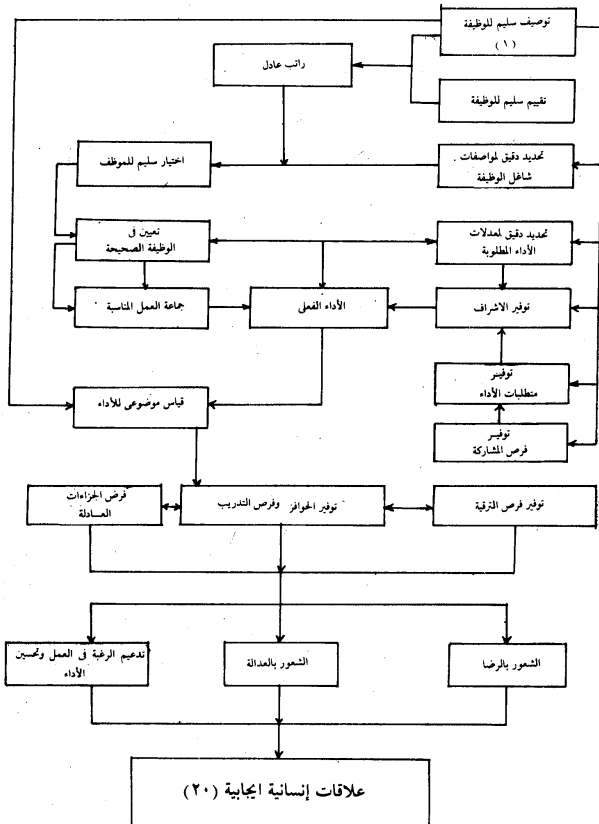 توصيف سليم للوظيفة
(١)
راتب عادل
تقييم سليم للوظيفة
تحديد دقيق لمواصفات
شاغل الوظيفة
اختيار سليم للموظف
تحديد دقيق لمعدلات
الأداء المطلوبة
تعيين فى
الوظيفة الصحيحة
توفير الاشراف
الأداء الفعلى
جماعة العمل المناسبة
توفير
متطلبات الأداء
قياس موضوعى للأداء
توفير
فرص المشاركة
توفير فرص الترقية
توفير الحوافز وفرص التدريب
فرض الجزاءات
العادلة
الشعور بالرضا
الشعور بالعدالة
تدعيم الرغبة فى العمل وتحسين
الأداء
علاقات إنسانية ايجابية (٢٠)